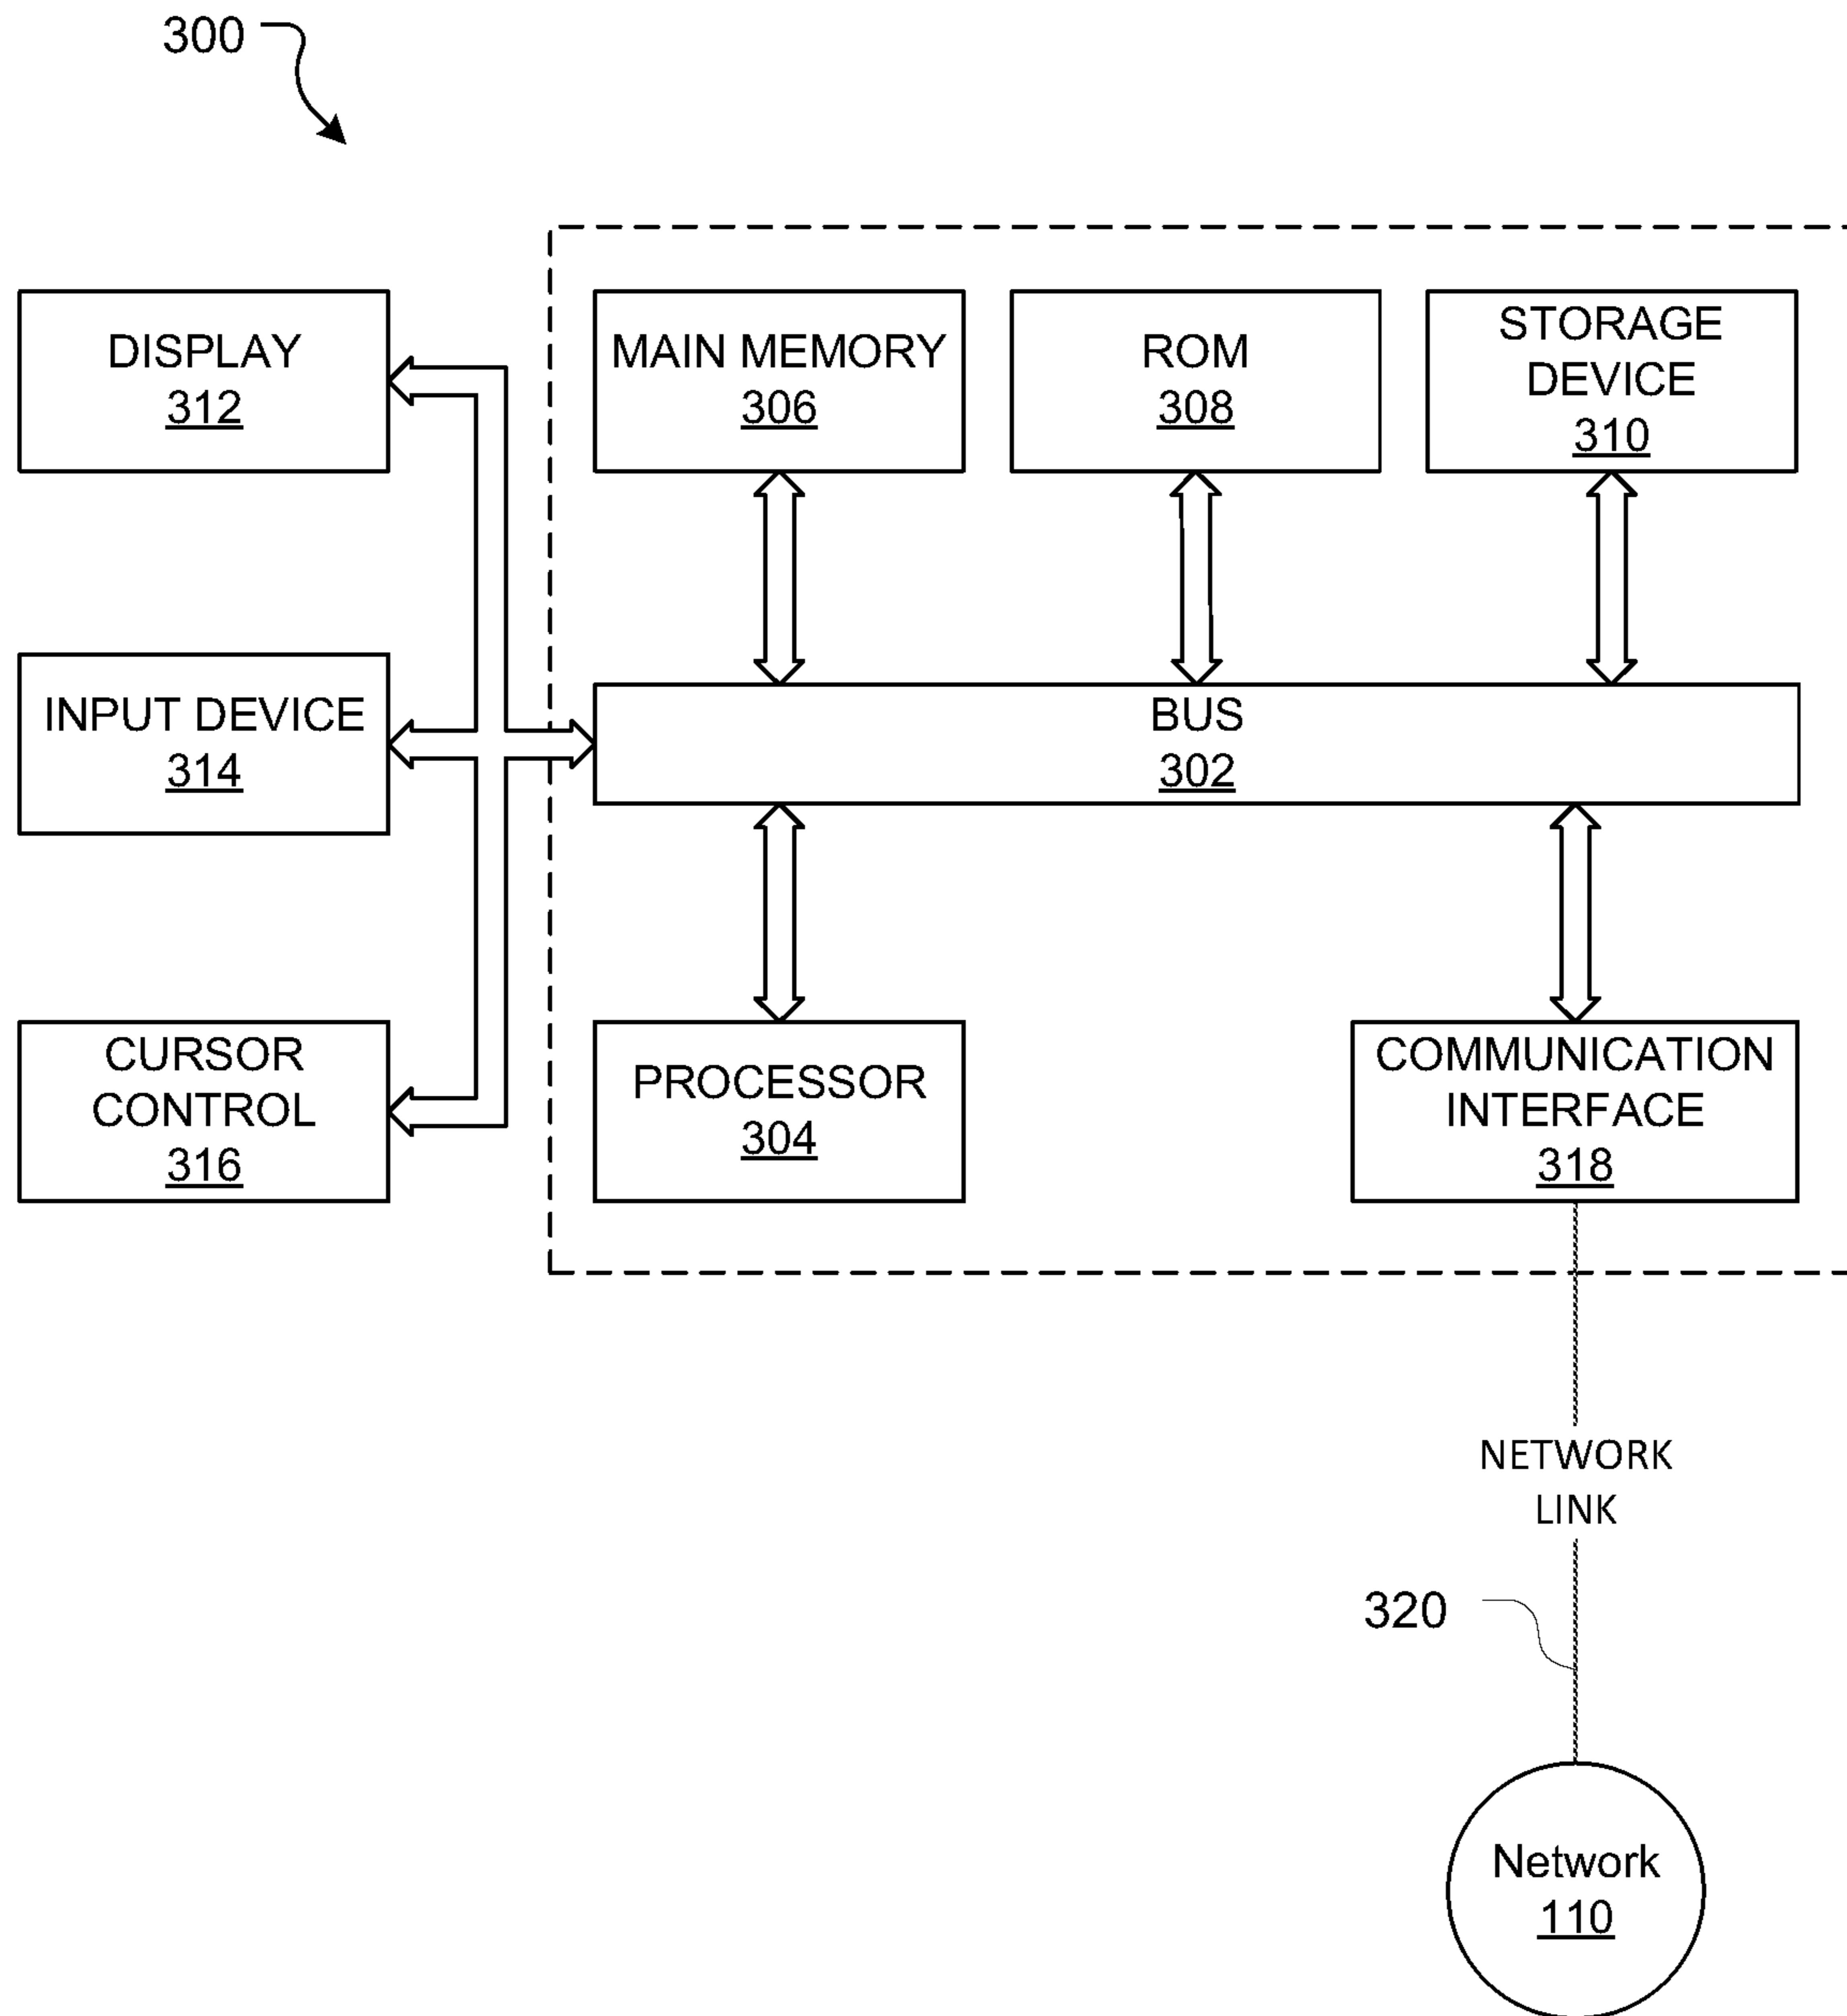 300
DISPLAY
312
MAIN MEMORY
306
ROM
308
STORAGE
DEVICE
310
INPUT DEVICE
314
BUS
302
CURSOR
CONTROL
316
PROCESSOR
304
COMMUNICATION
INTERFACE
318
NETWORK
LINK
320
Network
110